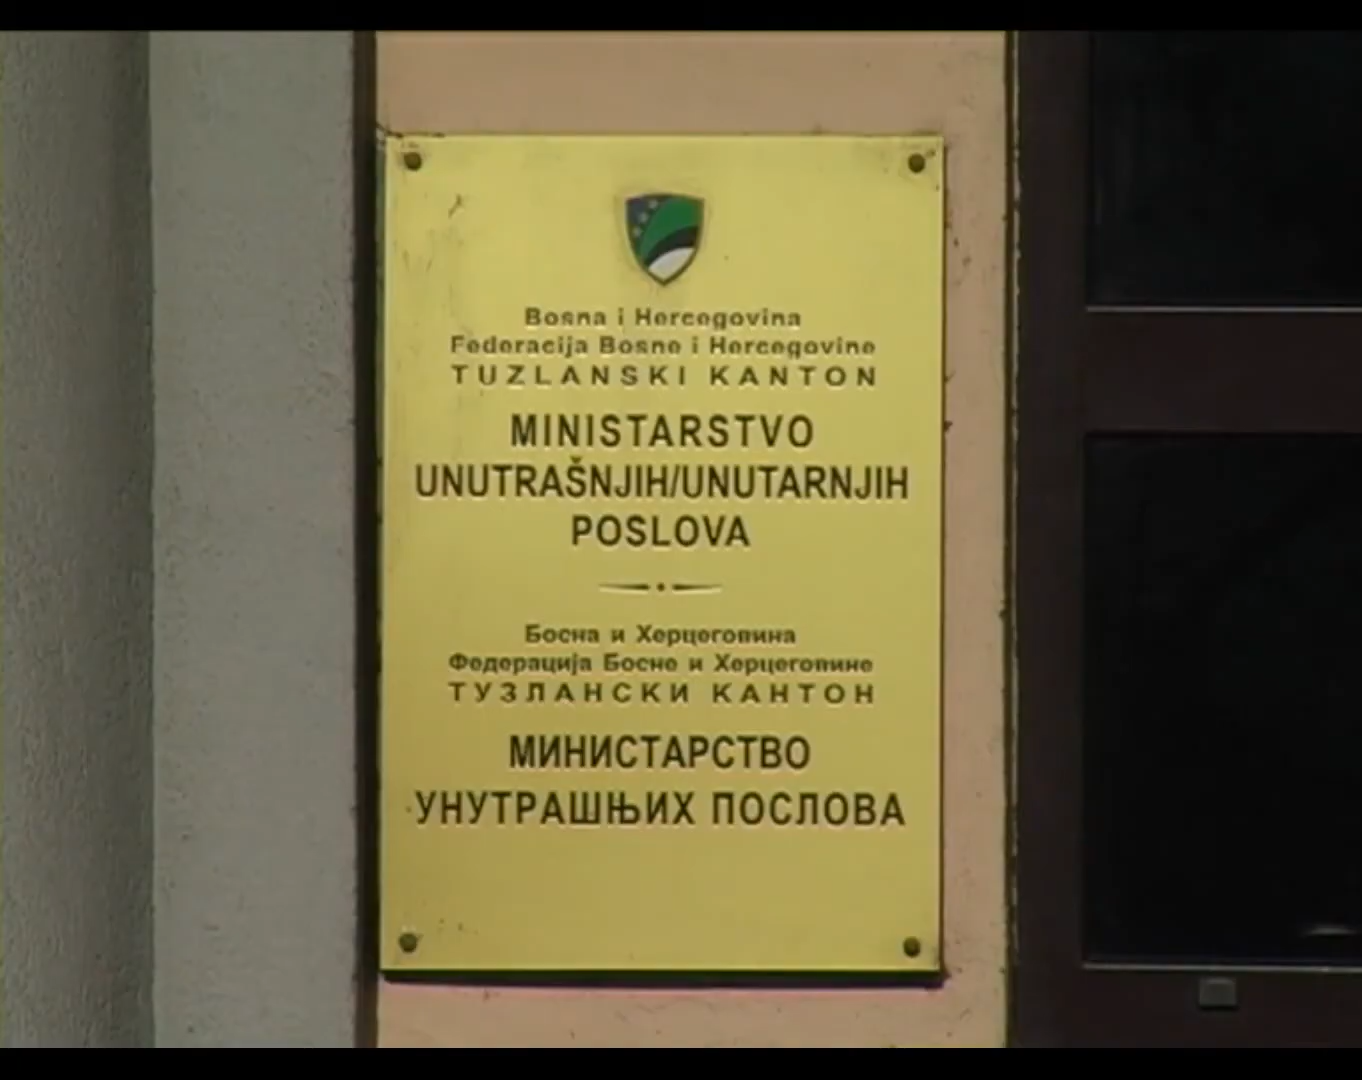 Bosna i Hercegovina
Federacija Bosne i Hercegovine
TUZLANSKI KANTON
MINISTARSTVO
UNUTRAŠNJIH/UNUTARNJIH
POSLOVA
Босна и Херцеговина
Федерација Босне и Херцеговине
ТУЗЛАНСКИ КАНТОН
МИНИСТАРСТВО
УНУТРАШЊИХ ПОСЛОВА